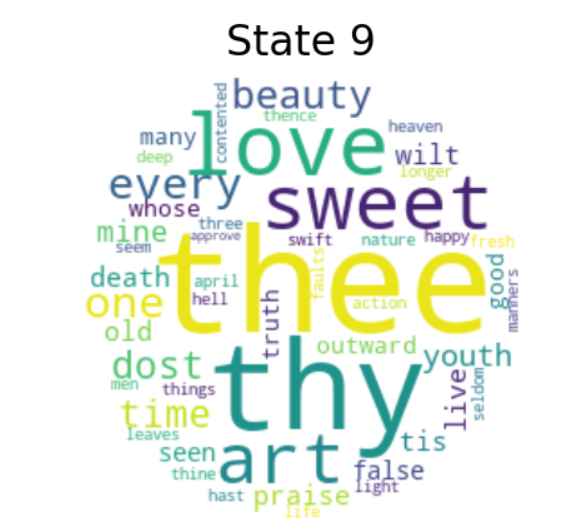 State 9
contented
beauty
thence
love
heaven
many
deep
wilt
longer
every
sweet
whose
three
mine
approve
seem
swift
nature
happy
fresh
thee
good
manners
death
april
faults
hell
one
truth
action
old
outward
youth
dost
thy
men
things
live
seldom
time
leaves
tis
seen
art
false
thine
light
hast
praise
life